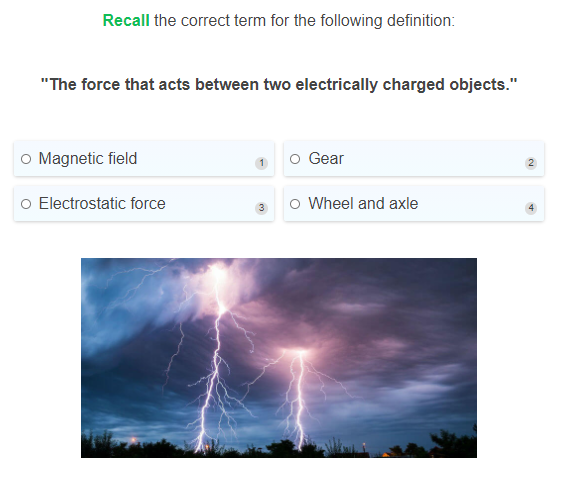 Recall the correct term for the following definition:
"The force that acts between two electrically charged objects."
Magnetic field 1
Gear 2
Electrostatic force 3
Wheel and axle 4